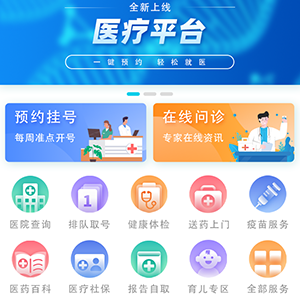 全新上线
医疗平台
一键预约 轻松就医
预约挂号
每周准点开号
在线问诊
专家在线资讯
1
医院查询
排队取号
健康体检
送药上门
疫苗服务
医药百科
医疗社保
报告自取
育儿专区
全部服务